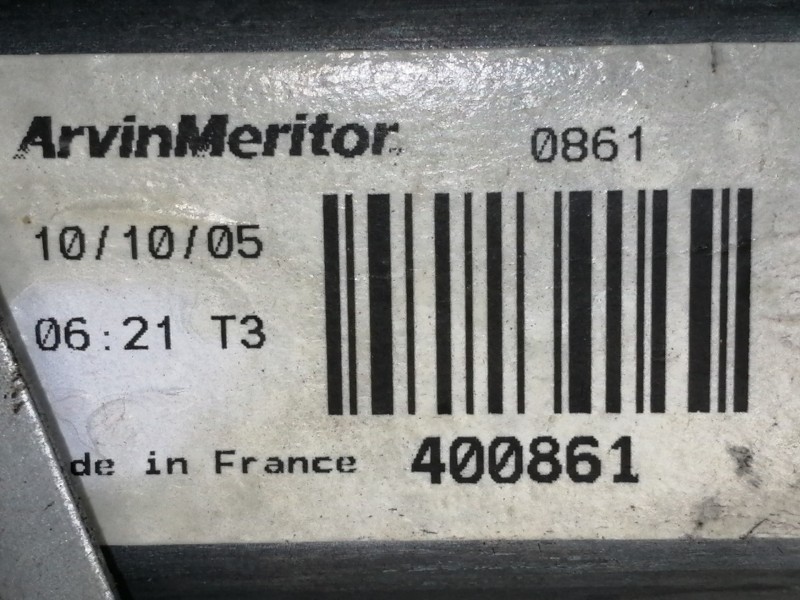 ArvinMeritor 0861
10/10/05
06:21 T3
de in France 400861